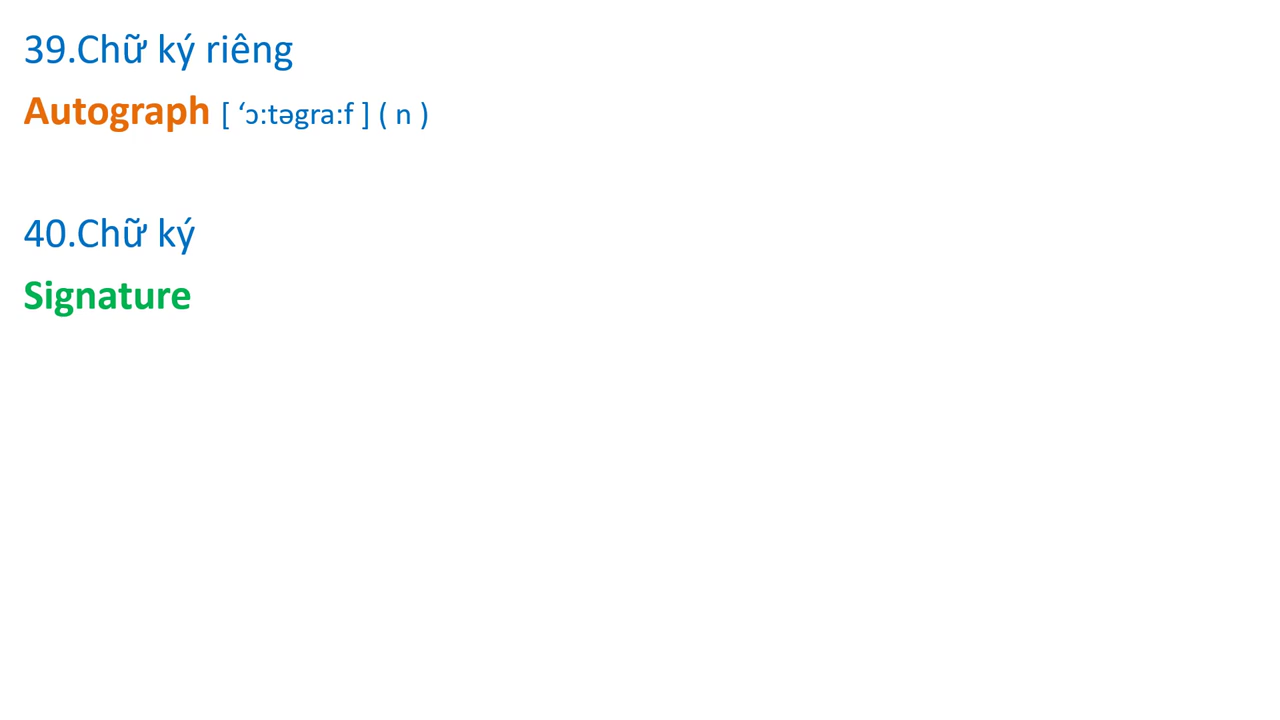 39.Chữ ký riêng
Autograph [ ‘ɔ:təgra:f ] ( n )
40.Chữ ký
Signature